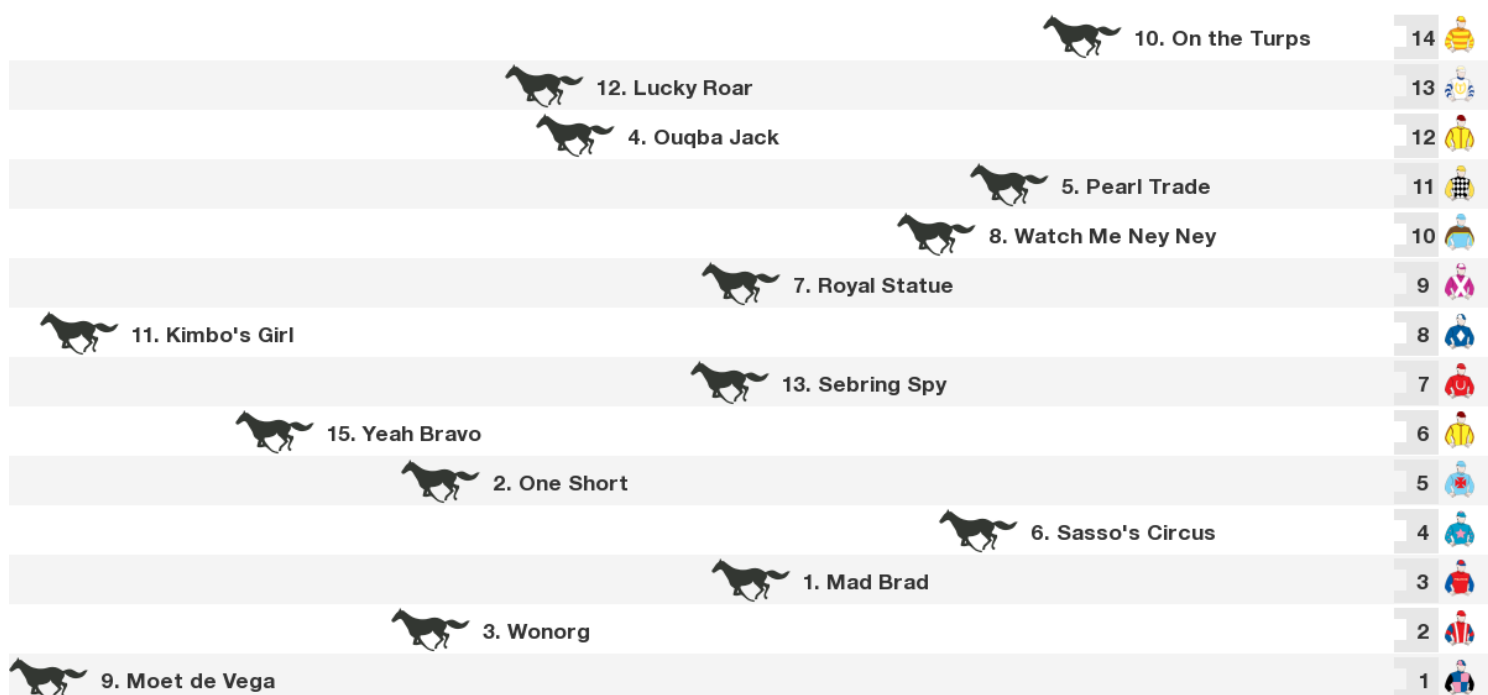 10. On the Turps 14
12. Lucky Roar 13
4. Ouqba Jack 12
5. Pearl Trade 11
8. Watch Me Ney Ney 10
7. Royal Statue 9
11. Kimbo's Girl 8
13. Sebring Spy 7
15. Yeah Bravo 6
2. One Short 5
6. Sasso's Circus 4
1. Mad Brad 3
3. Wonorg 2
9. Moet de Vega 1